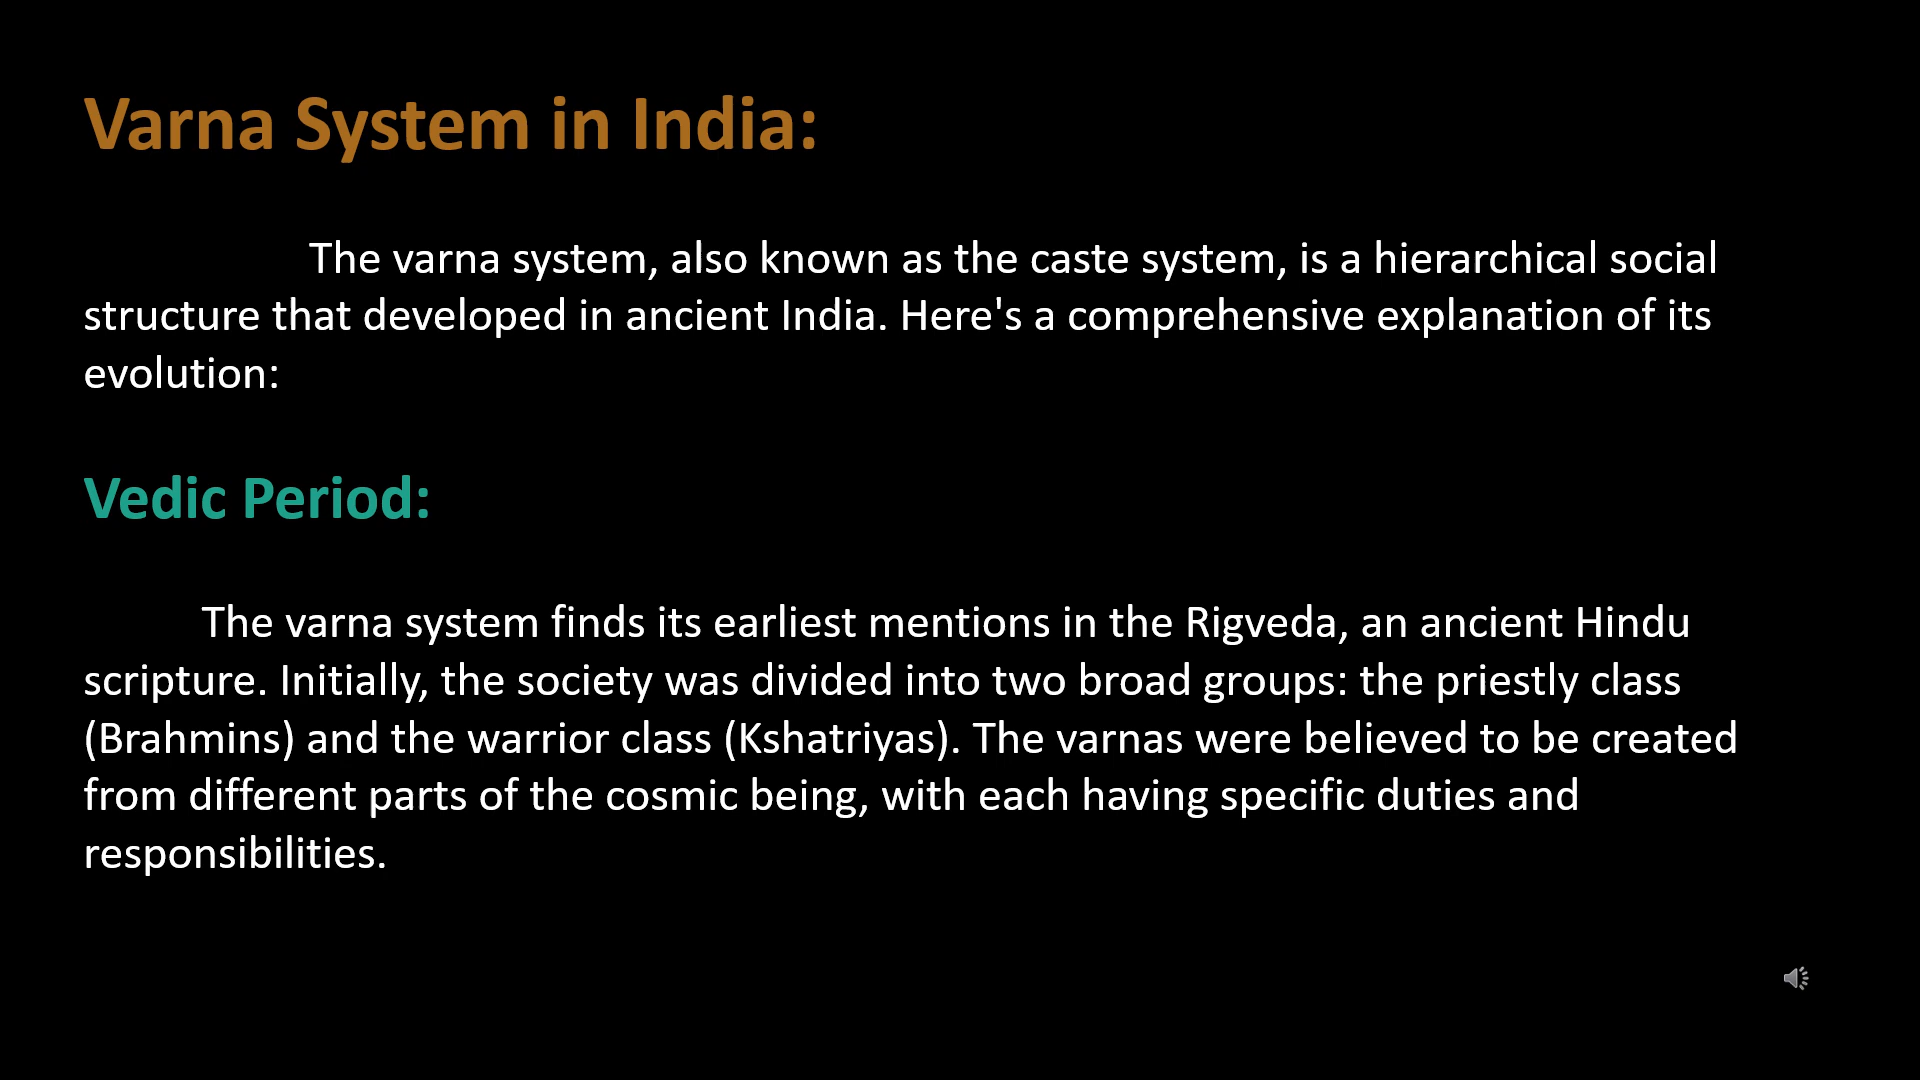 Varna System in India:
The varna system, also known as the caste system, is a hierarchical social
structure that developed in ancient India. Here's a comprehensive explanation of its
evolution:
Vedic Period:
The varna system finds its earliest mentions in the Rigveda, an ancient Hindu
scripture. Initially, the society was divided into two broad groups: the priestly class
(Brahmins) and the warrior class (Kshatriyas). The varnas were believed to be created
from different parts of the cosmic being, with each having specific duties and
responsibilities.